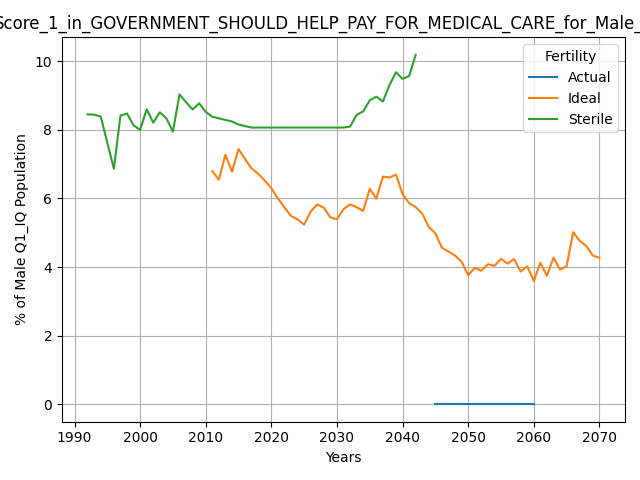 Score_1_in_GOVERNMENT_SHOULD_HELP_PAY_FOR_MEDICAL_CARE_for_Male_
Fertility
Actual
Ideal
Sterile
% of Male Q1_IQ Population
10
8
6
4
2
0
1990 2000 2010 2020 2030 2040 2050 2060 2070
Years